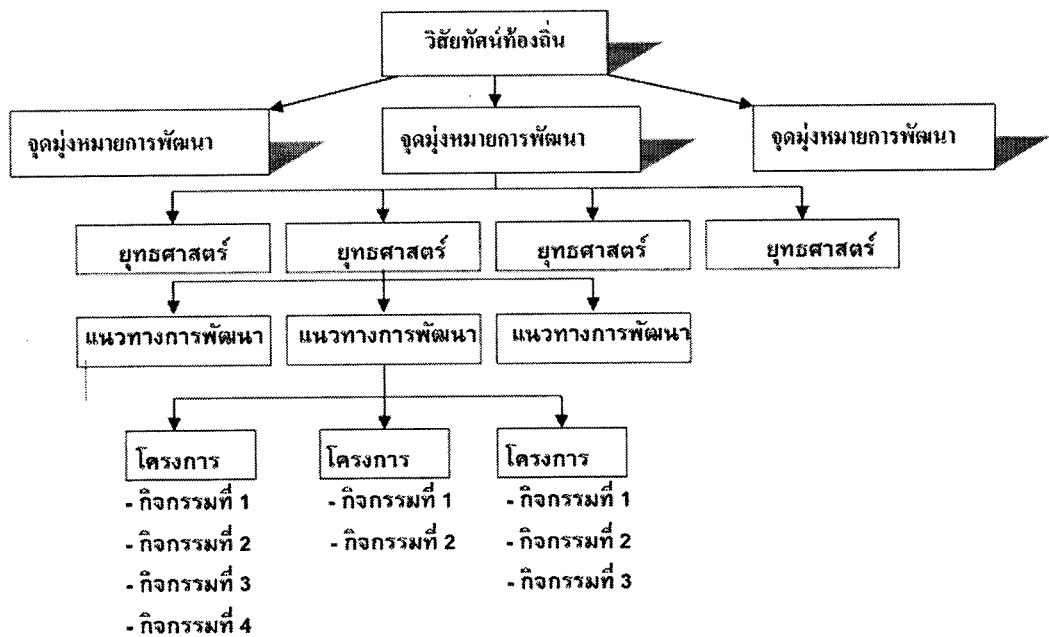 วิสัยทัศน์ท้องถิ่น
จุดมุ่งหมายการพัฒนา
จุดมุ่งหมายการพัฒนา
จุดมุ่งหมายการพัฒนา
ยุทธศาสตร์
ยุทธศาสตร์
ยุทธศาสตร์
ยุทธศาสตร์
แนวทางการพัฒนา
แนวทางการพัฒนา
แนวทางการพัฒนา
โครงการ
- กิจกรรมที่ 1
- กิจกรรมที่ 2
- กิจกรรมที่ 3
- กิจกรรมที่ 4
โครงการ
- กิจกรรมที่ 1
- กิจกรรมที่ 2
โครงการ
- กิจกรรมที่ 1
- กิจกรรมที่ 2
- กิจกรรมที่ 3